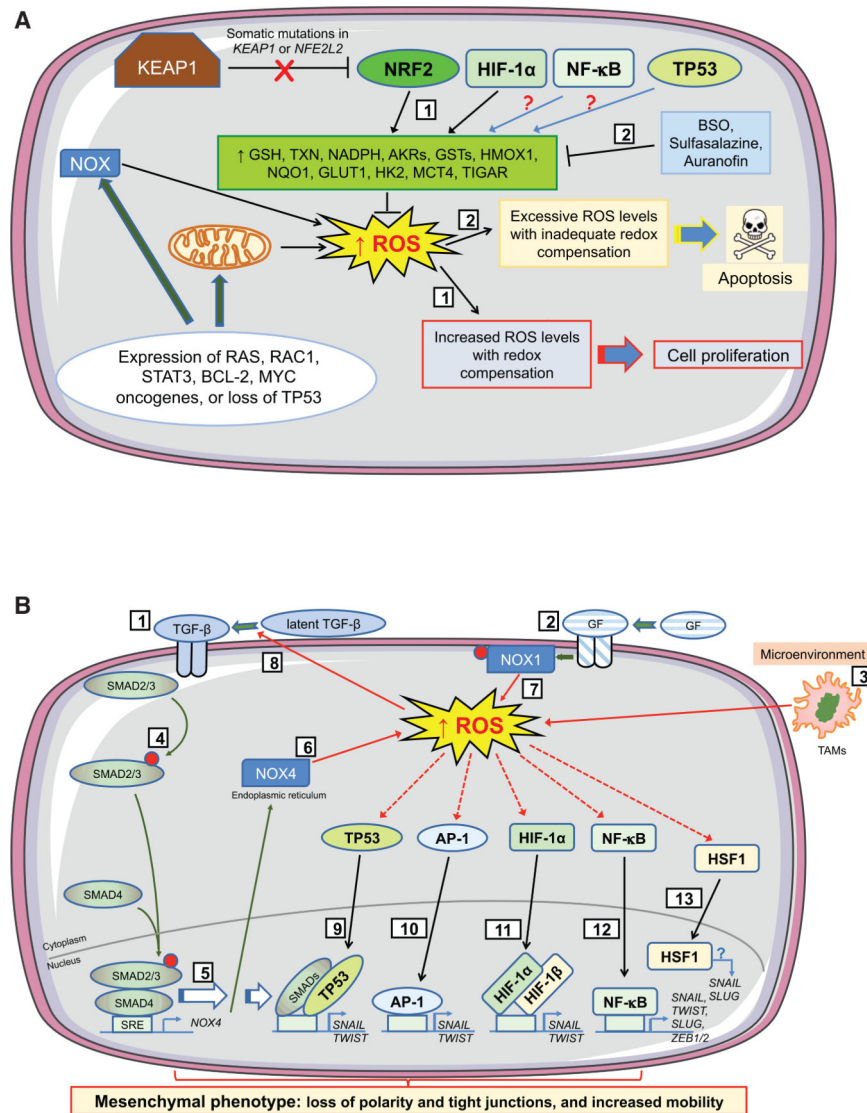 A
Somatic mutations in
KEAP1 or NFE2L2
KEAP1
NRF2
HIF-1α
NF-κB
TP53
?
?
1
2
BSO,
Sulfasalazine,
Auranofin
↑ GSH, TXN, NADPH, AKRs, GSTs, HMOX1,
NQO1, GLUT1, HK2, MCT4, TIGAR
NOX
↑ ROS
2
Excessive ROS levels
with inadequate redox
compensation
Apoptosis
1
Increased ROS levels
with redox
compensation
Cell proliferation
Expression of RAS, RAC1,
STAT3, BCL-2, MYC
oncogenes, or loss of TP53
B
1
TGF-β
latent TGF-β
2
GF
GF
8
NOX1
7
Microenvironment
3
TAMs
SMAD2/3
↑ ROS
4
SMAD2/3
6
NOX4
Endoplasmic reticulum
TP53
AP-1
HIF-1α
NF-κB
HSF1
SMAD4
9
10
11
12
13
Cytoplasm
Nucleus
SMAD2/3
SMAD4
SRE
5
NOX4
SMADs
TP53
SNAIL
TWIST
AP-1
SNAIL
TWIST
HIF-1α
HIF-1β
SNAIL
TWIST
NF-κB
SNAIL,
TWIST,
SLUG,
ZEB1/2
HSF1
?
SNAIL
SLUG
Mesenchymal phenotype: loss of polarity and tight junctions, and increased mobility